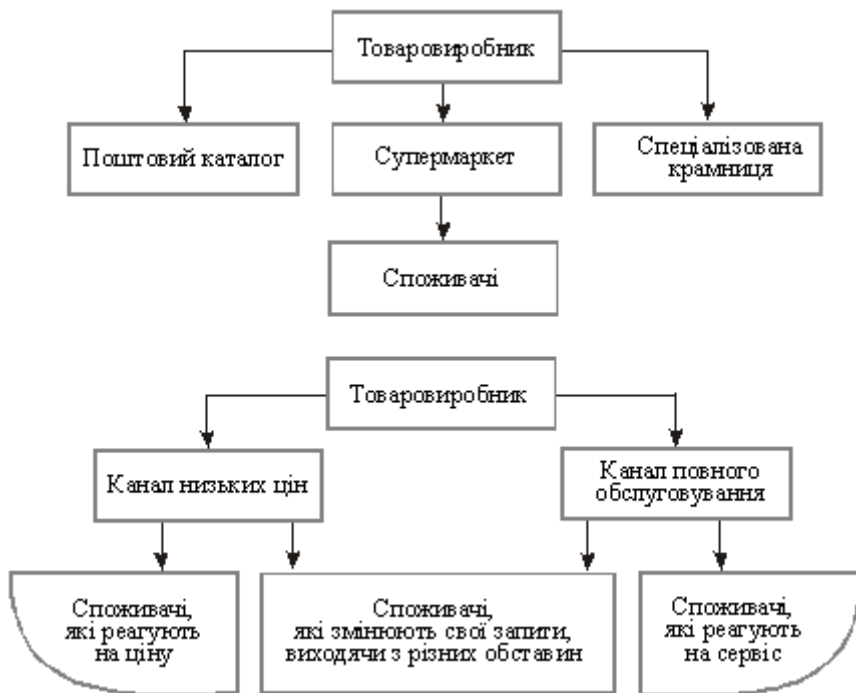 Товаровиробник
Поштовий каталог
Супермаркет
Спеціалізована
крамниця
Споживачі
Товаровиробник
Канал низьких цін
Канал повного
обслуговування
Споживачі,
які реагують
на ціну
Споживачі,
які змінюють свої запити,
виходячи з різних обставин
Споживачі,
які реагують
на сервіс